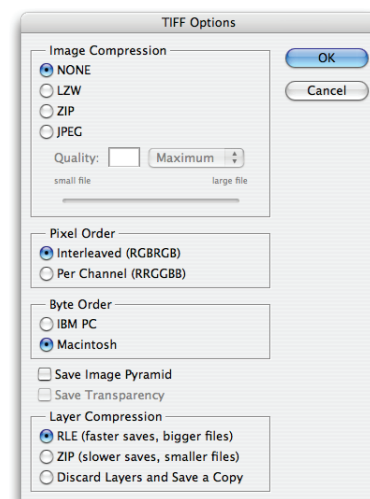 TIFF Options
Image Compression
NONE
LZW
ZIP
JPEG
Quality:
Maximum
small file
large file
OK
Cancel
Pixel Order
Interleaved (RGBRGB)
Per Channel (RRGGBB)
Byte Order
IBM PC
Macintosh
Save Image Pyramid
Save Transparency
Layer Compression
RLE (faster saves, bigger files)
ZIP (slower saves, smaller files)
Discard Layers and Save a Copy